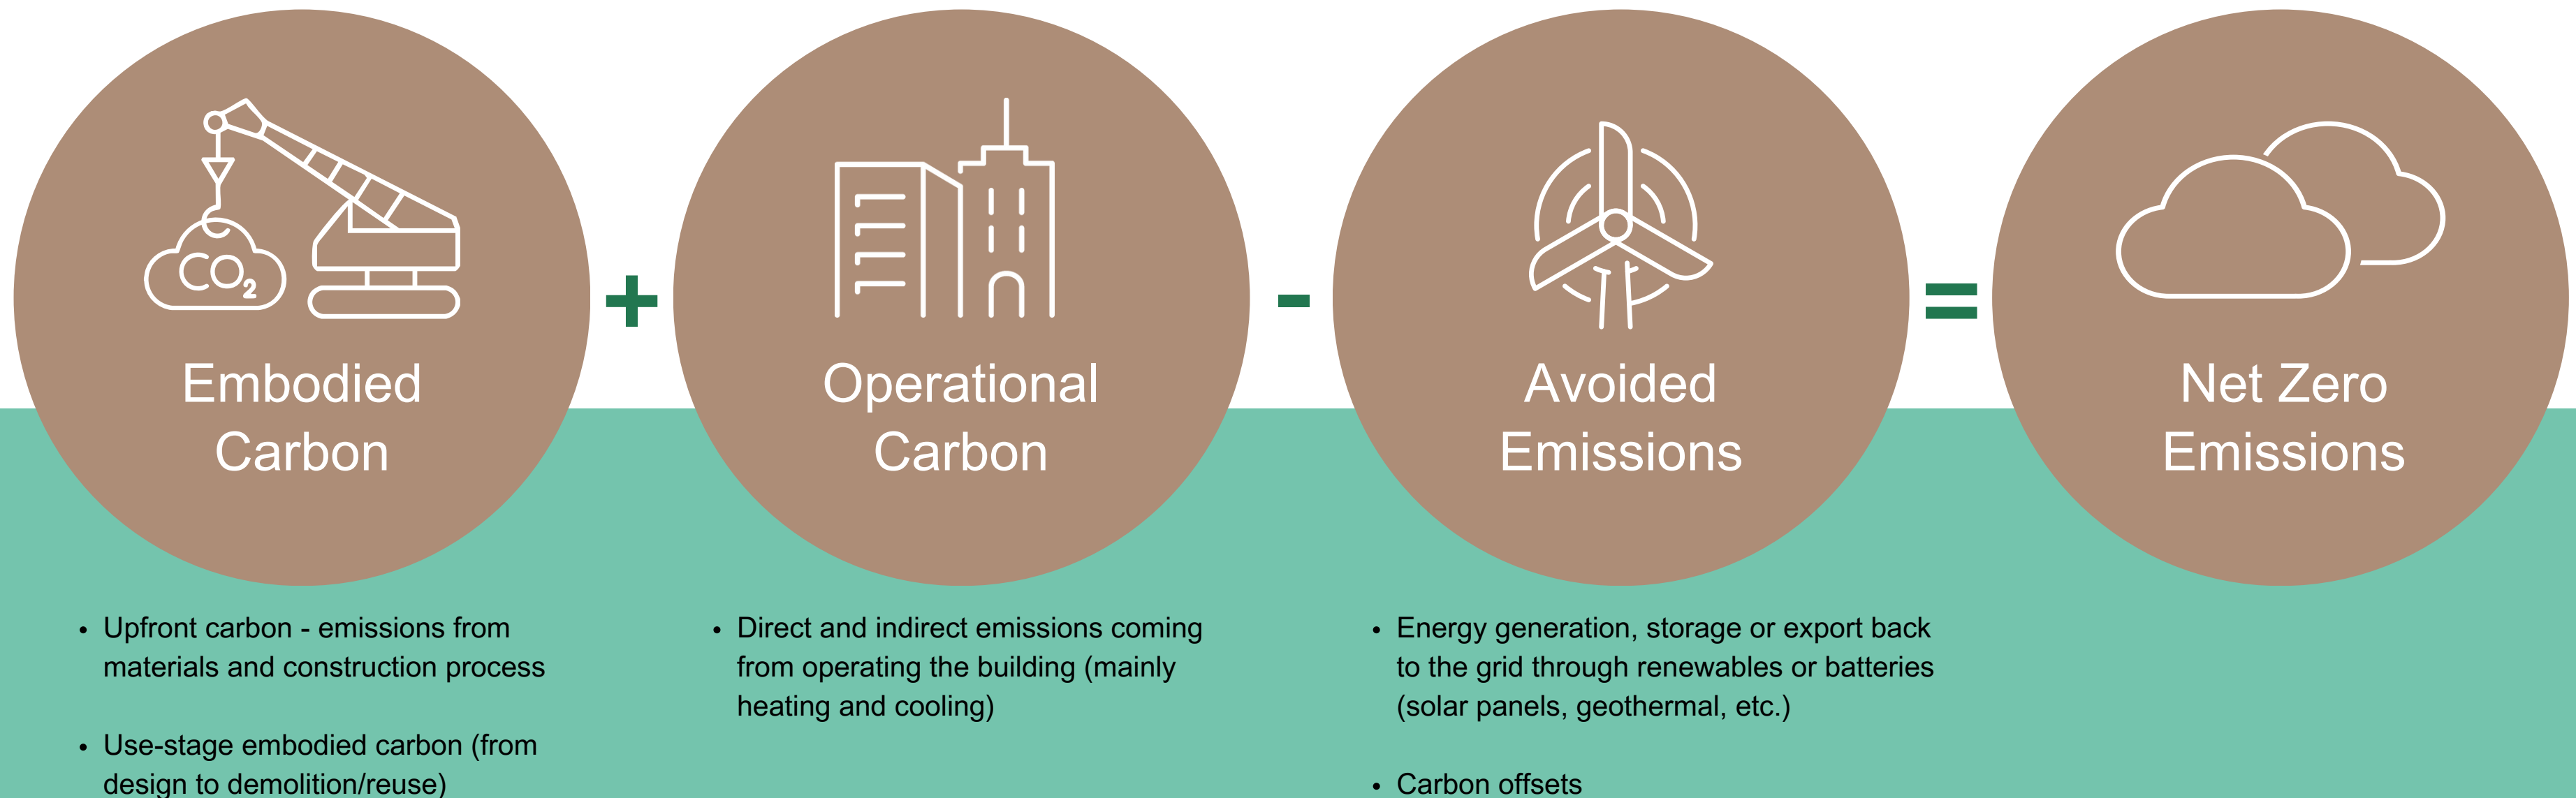 CO2
Embodied
Carbon
+
Operational
Carbon
-
Avoided
Emissions
=
Net Zero
Emissions
• Upfront carbon - emissions from
materials and construction process
• Use-stage embodied carbon (from
design to demolition/reuse)
• Direct and indirect emissions coming
from operating the building (mainly
heating and cooling)
• Energy generation, storage or export back
to the grid through renewables or batteries
(solar panels, geothermal, etc.)
• Carbon offsets